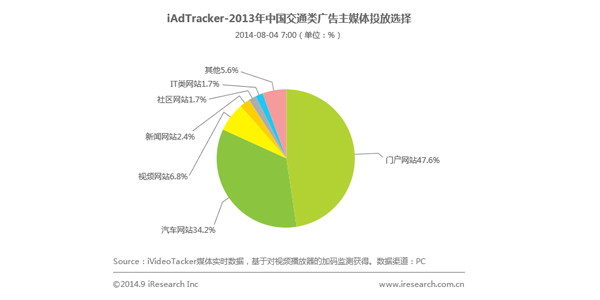 iAdTracker-2013年中国交通类广告主媒体投放选择
2014-08-04 7:00（单位：%）
其他5.6%
IT类网站1.7%
社区网站1.7%
新闻网站2.4%
视频网站6.8%
汽车网站34.2%
门户网站47.6%
Source：iVideoTacker媒体实时数据，基于对视频播放器的加码监测获得。数据渠道：PC
©2014.9 iResearch Inc
www.iresearch.com.cn